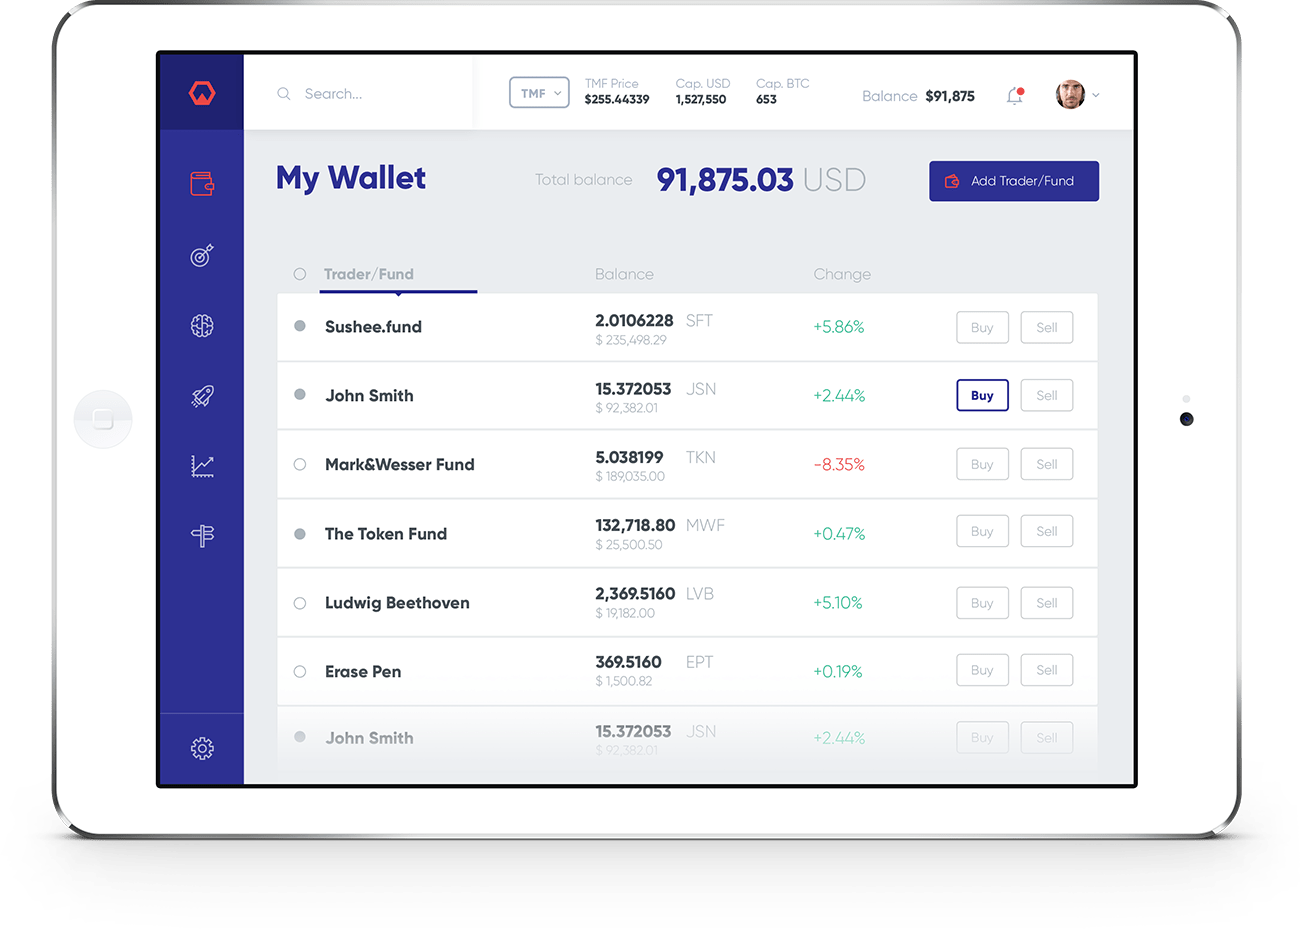 Search...
TMF
TMF Price
$255.44339
Cap. USD
1,527,550
Cap. BTC
653
Balance $91,875
My Wallet
Total balance 91,875.03 USD
Add Trader/Fund
Trader/Fund Balance Change
Sushee.fund
2.0106228 SFT
$ 235,498.29
+5.86%
Buy
Sell
John Smith
15.372053 JSN
$ 92,382.01
+2.44%
Buy
Sell
Mark&Wesser Fund
5.038199 TKN
$ 189,035.00
-8.35%
Buy
Sell
The Token Fund
132,718.80 MWF
$ 25,500.50
+0.47%
Buy
Sell
Ludwig Beethoven
2,369.5160 LVB
$ 19,182.00
+5.10%
Buy
Sell
Erase Pen
369.5160 EPT
$ 1,500.82
+0.19%
Buy
Sell
John Smith
15.372053 JSN
$ 92,382.01
+2.44%
Buy
Sell